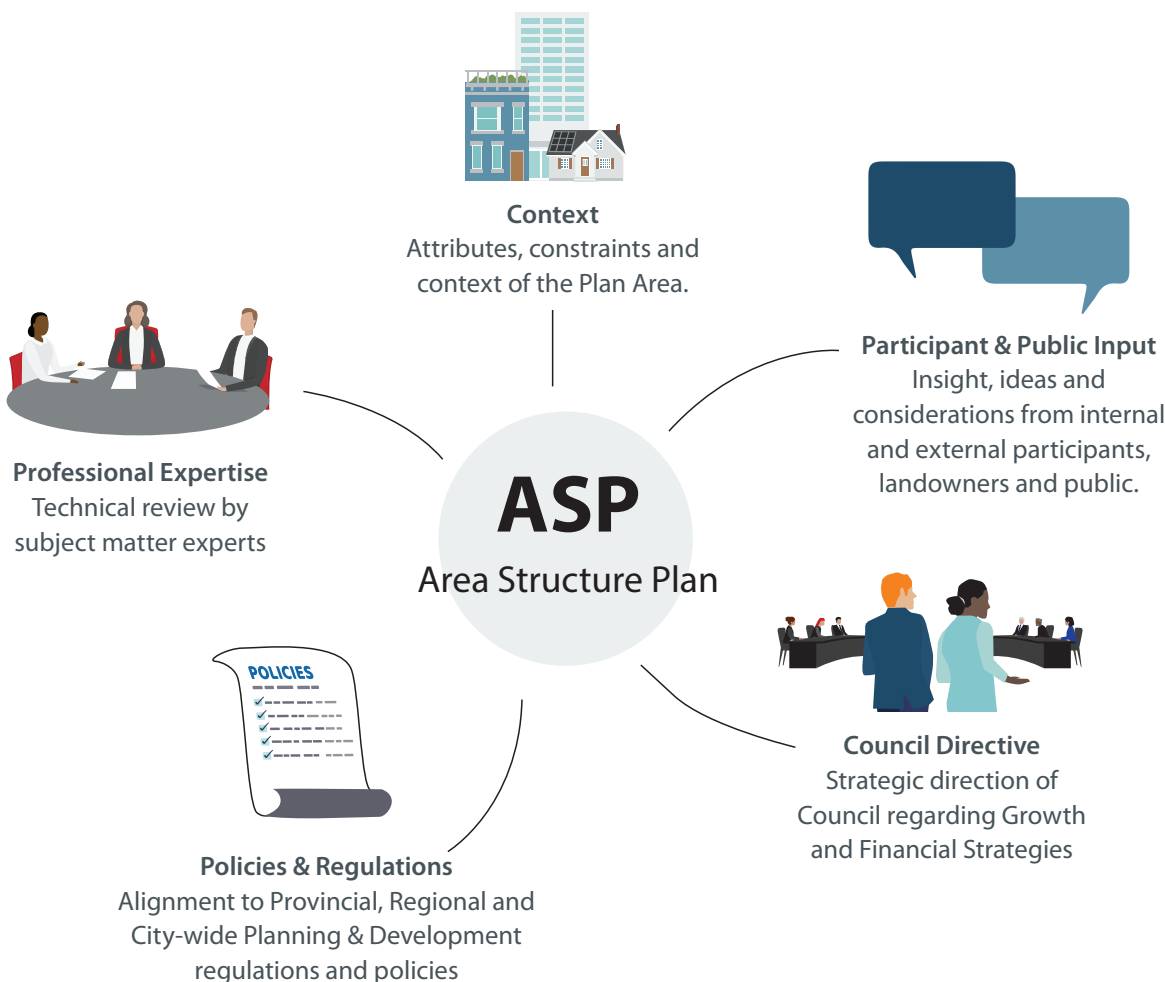 Context
Attributes, constraints and
context of the Plan Area.
Participant & Public Input
Insight, ideas and
considerations from internal
and external participants,
landowners and public.
Professional Expertise
Technical review by
subject matter experts
ASP
Area Structure Plan
POLICIES
Council Directive
Strategic direction of
Council regarding Growth
and Financial Strategies
Policies & Regulations
Alignment to Provincial, Regional and
City-wide Planning & Development
regulations and policies